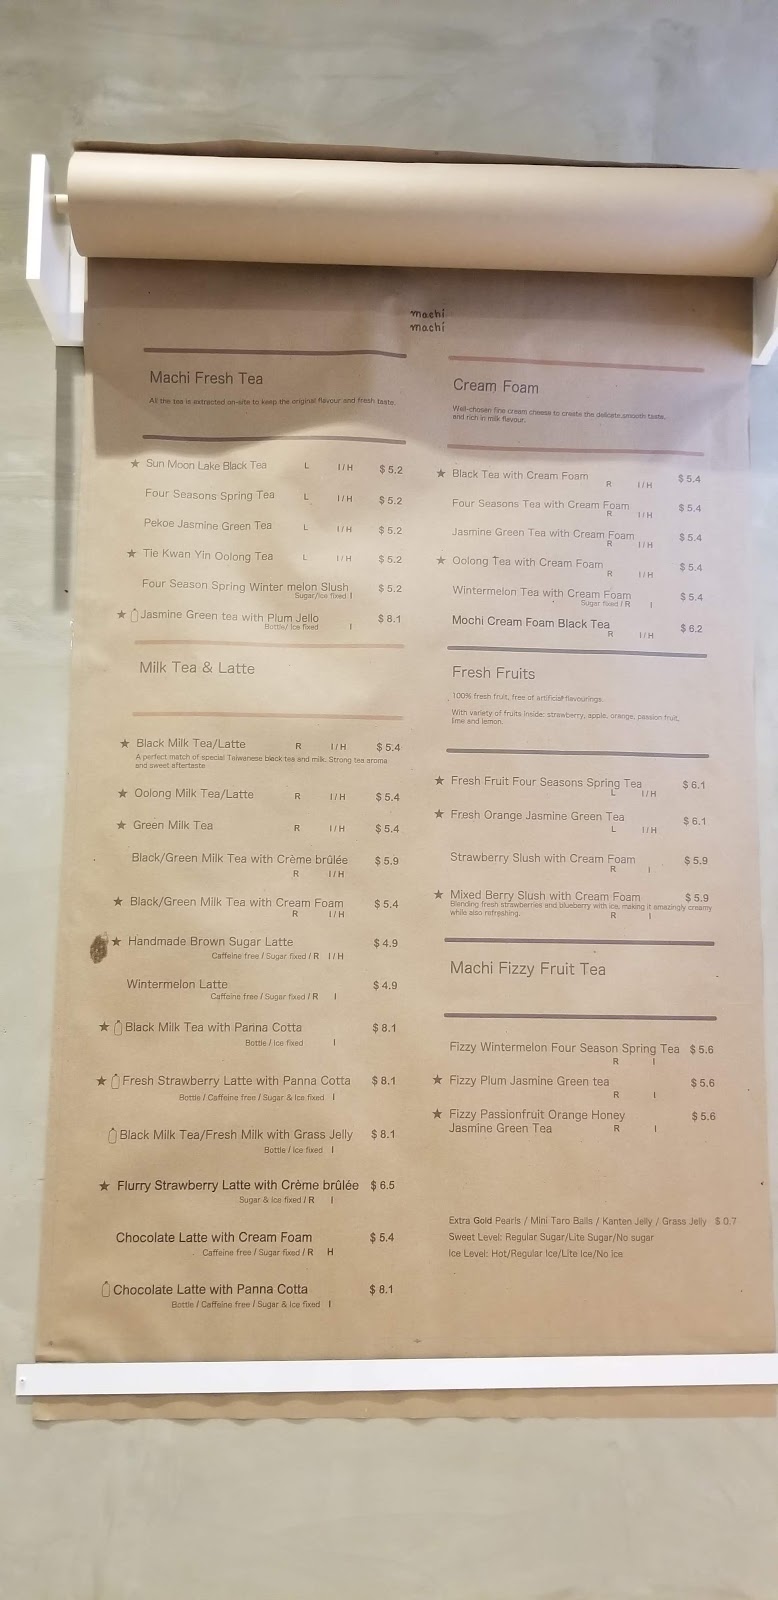 machi
machi
Machi Fresh Tea
All the tea is extracted on-site to keep the original flavour and fresh taste.
★ Sun Moon Lake Black Tea L I/H $5.2
Four Seasons Spring Tea L I/H $5.2
Pekoe Jasmine Green Tea L I/H $5.2
★ Tie Kwan Yin Oolong Tea L I/H $5.2
Four Season Spring Winter melon Slush $5.2
Sugar/Ice fixed I
★ Jasmine Green tea with Plum Jello $8.1
Bottle/ Ice fixed I
Milk Tea & Latte
★ Black Milk Tea/Latte R I/H $5.4
A perfect match of special Taiwanese black tea and milk. Strong tea aroma
and sweet aftertaste
★ Oolong Milk Tea/Latte R I/H $5.4
★ Green Milk Tea R I/H $5.4
Black/Green Milk Tea with Crème brûlée $5.9
R I/H
★ Black/Green Milk Tea with Cream Foam $5.4
R I/H
★ Handmade Brown Sugar Latte $4.9
Caffeine free / Sugar fixed / R I/H
Wintermelon Latte $4.9
Caffeine free / Sugar fixed / R I
★ Black Milk Tea with Panna Cotta $8.1
Bottle / Ice fixed I
★ Fresh Strawberry Latte with Panna Cotta $8.1
Bottle / Caffeine free / Sugar & Ice fixed I
Black Milk Tea/Fresh Milk with Grass Jelly $8.1
Bottle / Ice fixed I
★ Flurry Strawberry Latte with Crème brûlée $6.5
Sugar & Ice fixed / R I
Chocolate Latte with Cream Foam $5.4
Caffeine free / Sugar fixed / R H
Chocolate Latte with Panna Cotta $8.1
Bottle / Caffeine free / Sugar & Ice fixed I
Cream Foam
Well-chosen fine cream cheese to create the delicate,smooth taste,
and rich in milk flavour.
★ Black Tea with Cream Foam $5.4
R I/H
Four Seasons Tea with Cream Foam $5.4
R I/H
Jasmine Green Tea with Cream Foam $5.4
R I/H
★ Oolong Tea with Cream Foam $5.4
R I/H
Wintermelon Tea with Cream Foam $5.4
Sugar fixed / R I
Mochi Cream Foam Black Tea $6.2
R I/H
Fresh Fruits
100% fresh fruit, free of artificial flavourings.
With variety of fruits inside: strawberry, apple, orange, passion fruit,
lime and lemon.
★ Fresh Fruit Four Seasons Spring Tea $6.1
L I/H
★ Fresh Orange Jasmine Green Tea $6.1
L I/H
Strawberry Slush with Cream Foam $5.9
R I
★ Mixed Berry Slush with Cream Foam $5.9
Blending fresh strawberries and blueberry with ice, making it amazingly creamy
while also refreshing. R I
Machi Fizzy Fruit Tea
Fizzy Wintermelon Four Season Spring Tea $5.6
R I
★ Fizzy Plum Jasmine Green tea $5.6
R I
★ Fizzy Passionfruit Orange Honey $5.6
Jasmine Green Tea R I
Extra Gold Pearls / Mini Taro Balls / Kanten Jelly / Grass Jelly $0.7
Sweet Level: Regular Sugar/Lite Sugar/No sugar
Ice Level: Hot/Regular Ice/Lite Ice/No ice